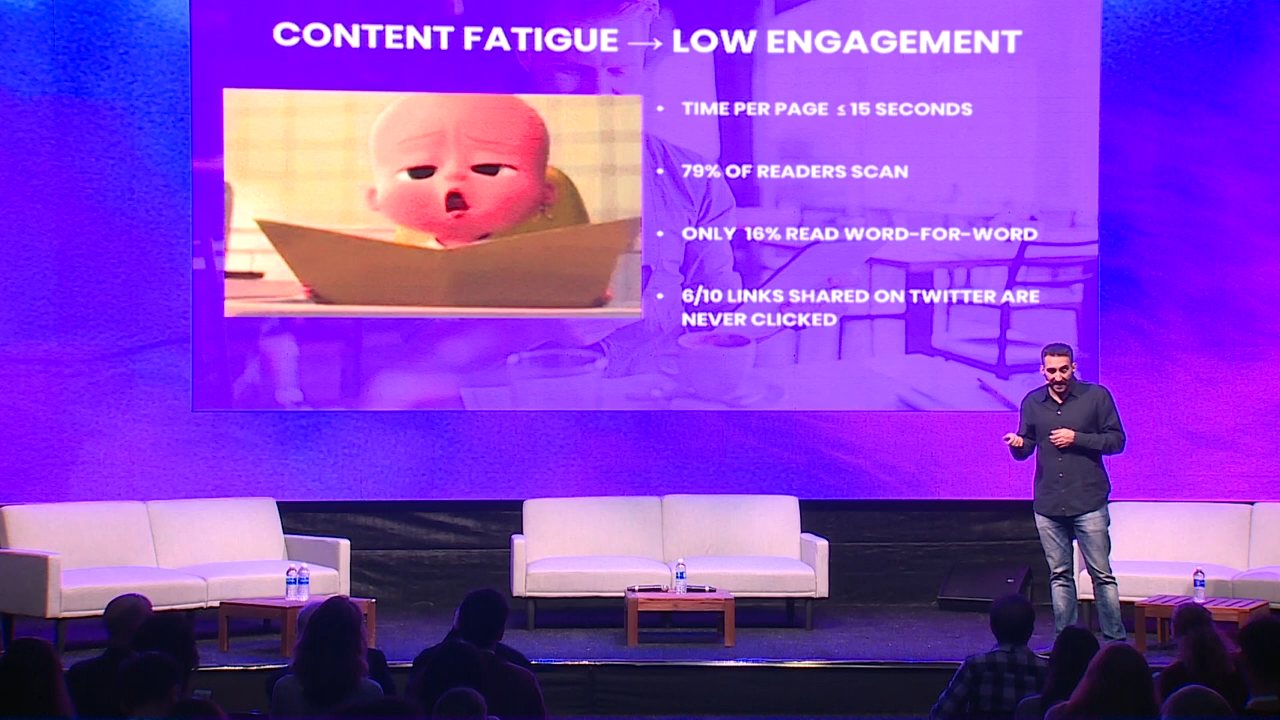 CONTENT FATIGUE → LOW ENGAGEMENT
• TIME PER PAGE ≤ 15 SECONDS
• 79% OF READERS SCAN
• ONLY 16% READ WORD-FOR-WORD
• 6/10 LINKS SHARED ON TWITTER ARE
NEVER CLICKED